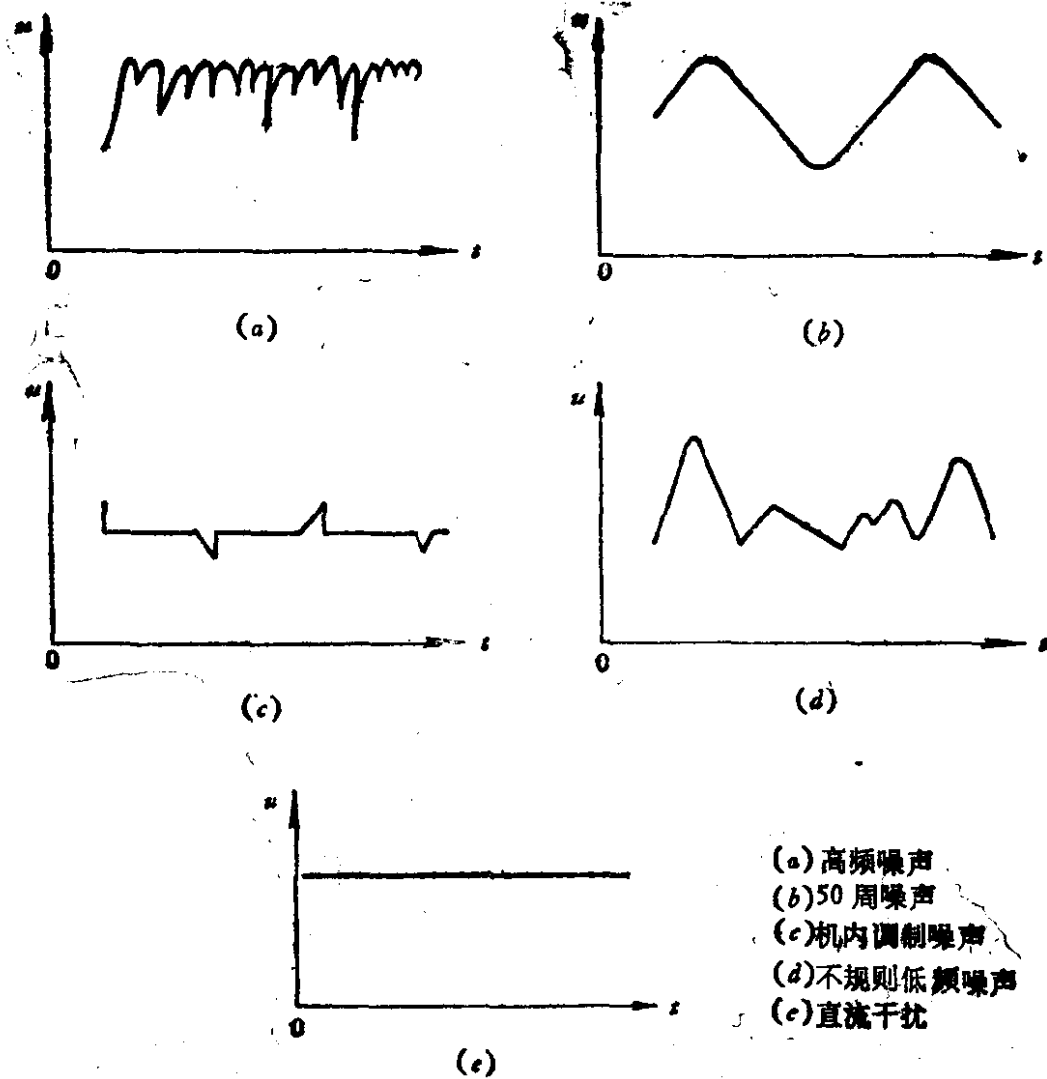 u
t
0
(a)
u
t
0
(b)
u
t
0
(c)
u
t
0
(d)
u
t
0
(e)
(a)高频噪声
(b)50 周噪声
(c)机内调制噪声
(d)不规则低频噪声
(e)直流干扰